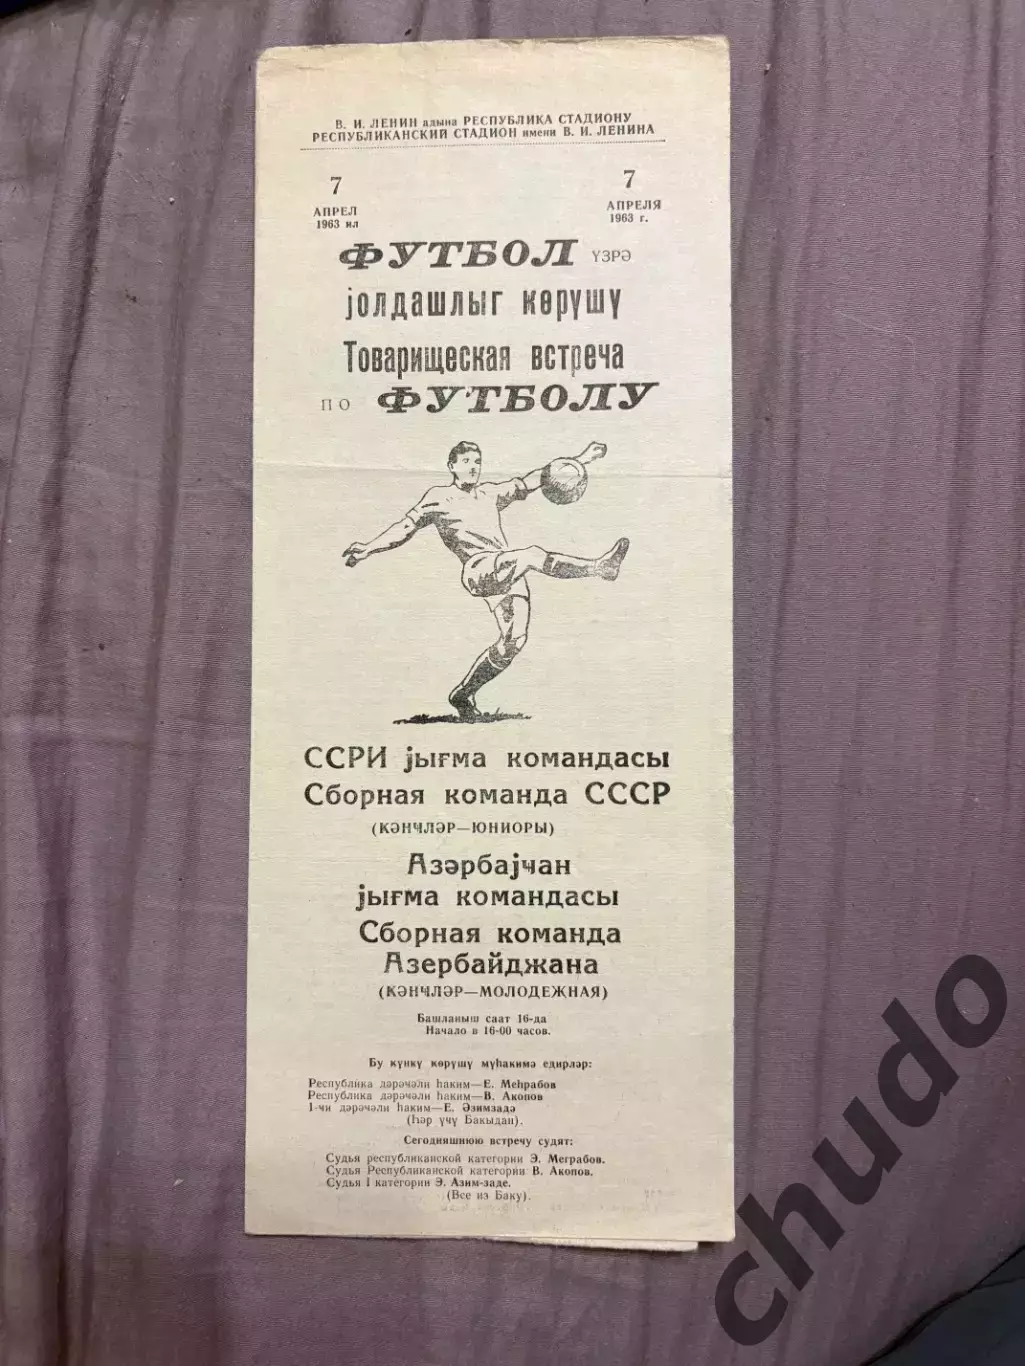 В. И. ЛЕНИН адына РЕСПУБЛИКА СТАДИОНУ
РЕСПУБЛИКАНСКИЙ СТАДИОН имени В. И. ЛЕНИНА
7
АПРЕЛ
1963 ил
7
АПРЕЛЯ
1963 г.
ФУТБОЛ ҮЗРӘ
јолдашлыг көрүшү
Товарищеская встреча
ПО ФУТБОЛУ
ССРИ јығма командасы
Сборная команда СССР
(КӘНЧЛӘР—ЮНИОРЫ)
Азәрбајҹан
јығма командасы
Сборная команда
Азербайджана
(КӘНЧЛӘР—МОЛОДЕЖНАЯ)
Башланыш саат 16-да
Начало в 16-00 часов.
Бу күнкү көрүшү мүһакимә едирләр:
Республика дәрәҹәли һаким—Е. Меһрабов
Республика дәрәҹәли һаким—В. Акопов
1-чи дәрәҹәли һаким—Е. Әзимзадә
(Һәр үчү Бакыдан).
Сегодняшнюю встречу судят:
Судья республиканской категории Э. Меграбов.
Судья Республиканской категории В. Акопов.
Судья I категории Э. Азим-заде.
(Все из Баку).
chudo